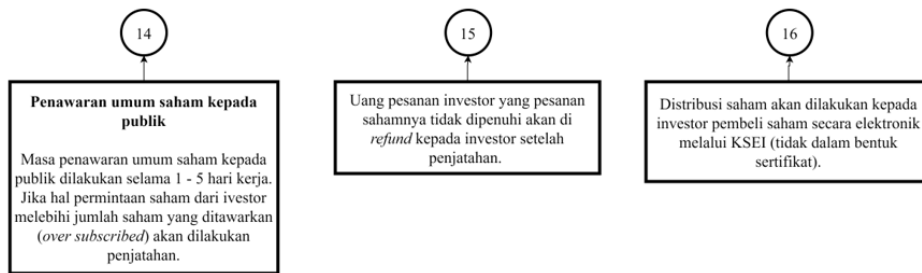 14
15
16
Penawaran umum saham kepada
publik
Masa penawaran umum saham kepada
publik dilakukan selama 1 - 5 hari kerja.
Jika hal permintaan saham dari ivestor
melebihi jumlah saham yang ditawarkan
(over subscribed) akan dilakukan
penjatahan.
Uang pesanan investor yang pesanan
sahamnya tidak dipenuhi akan di
refund kepada investor setelah
penjatahan.
Distribusi saham akan dilakukan kepada
investor pembeli saham secara elektronik
melalui KSEI (tidak dalam bentuk
sertifikat).